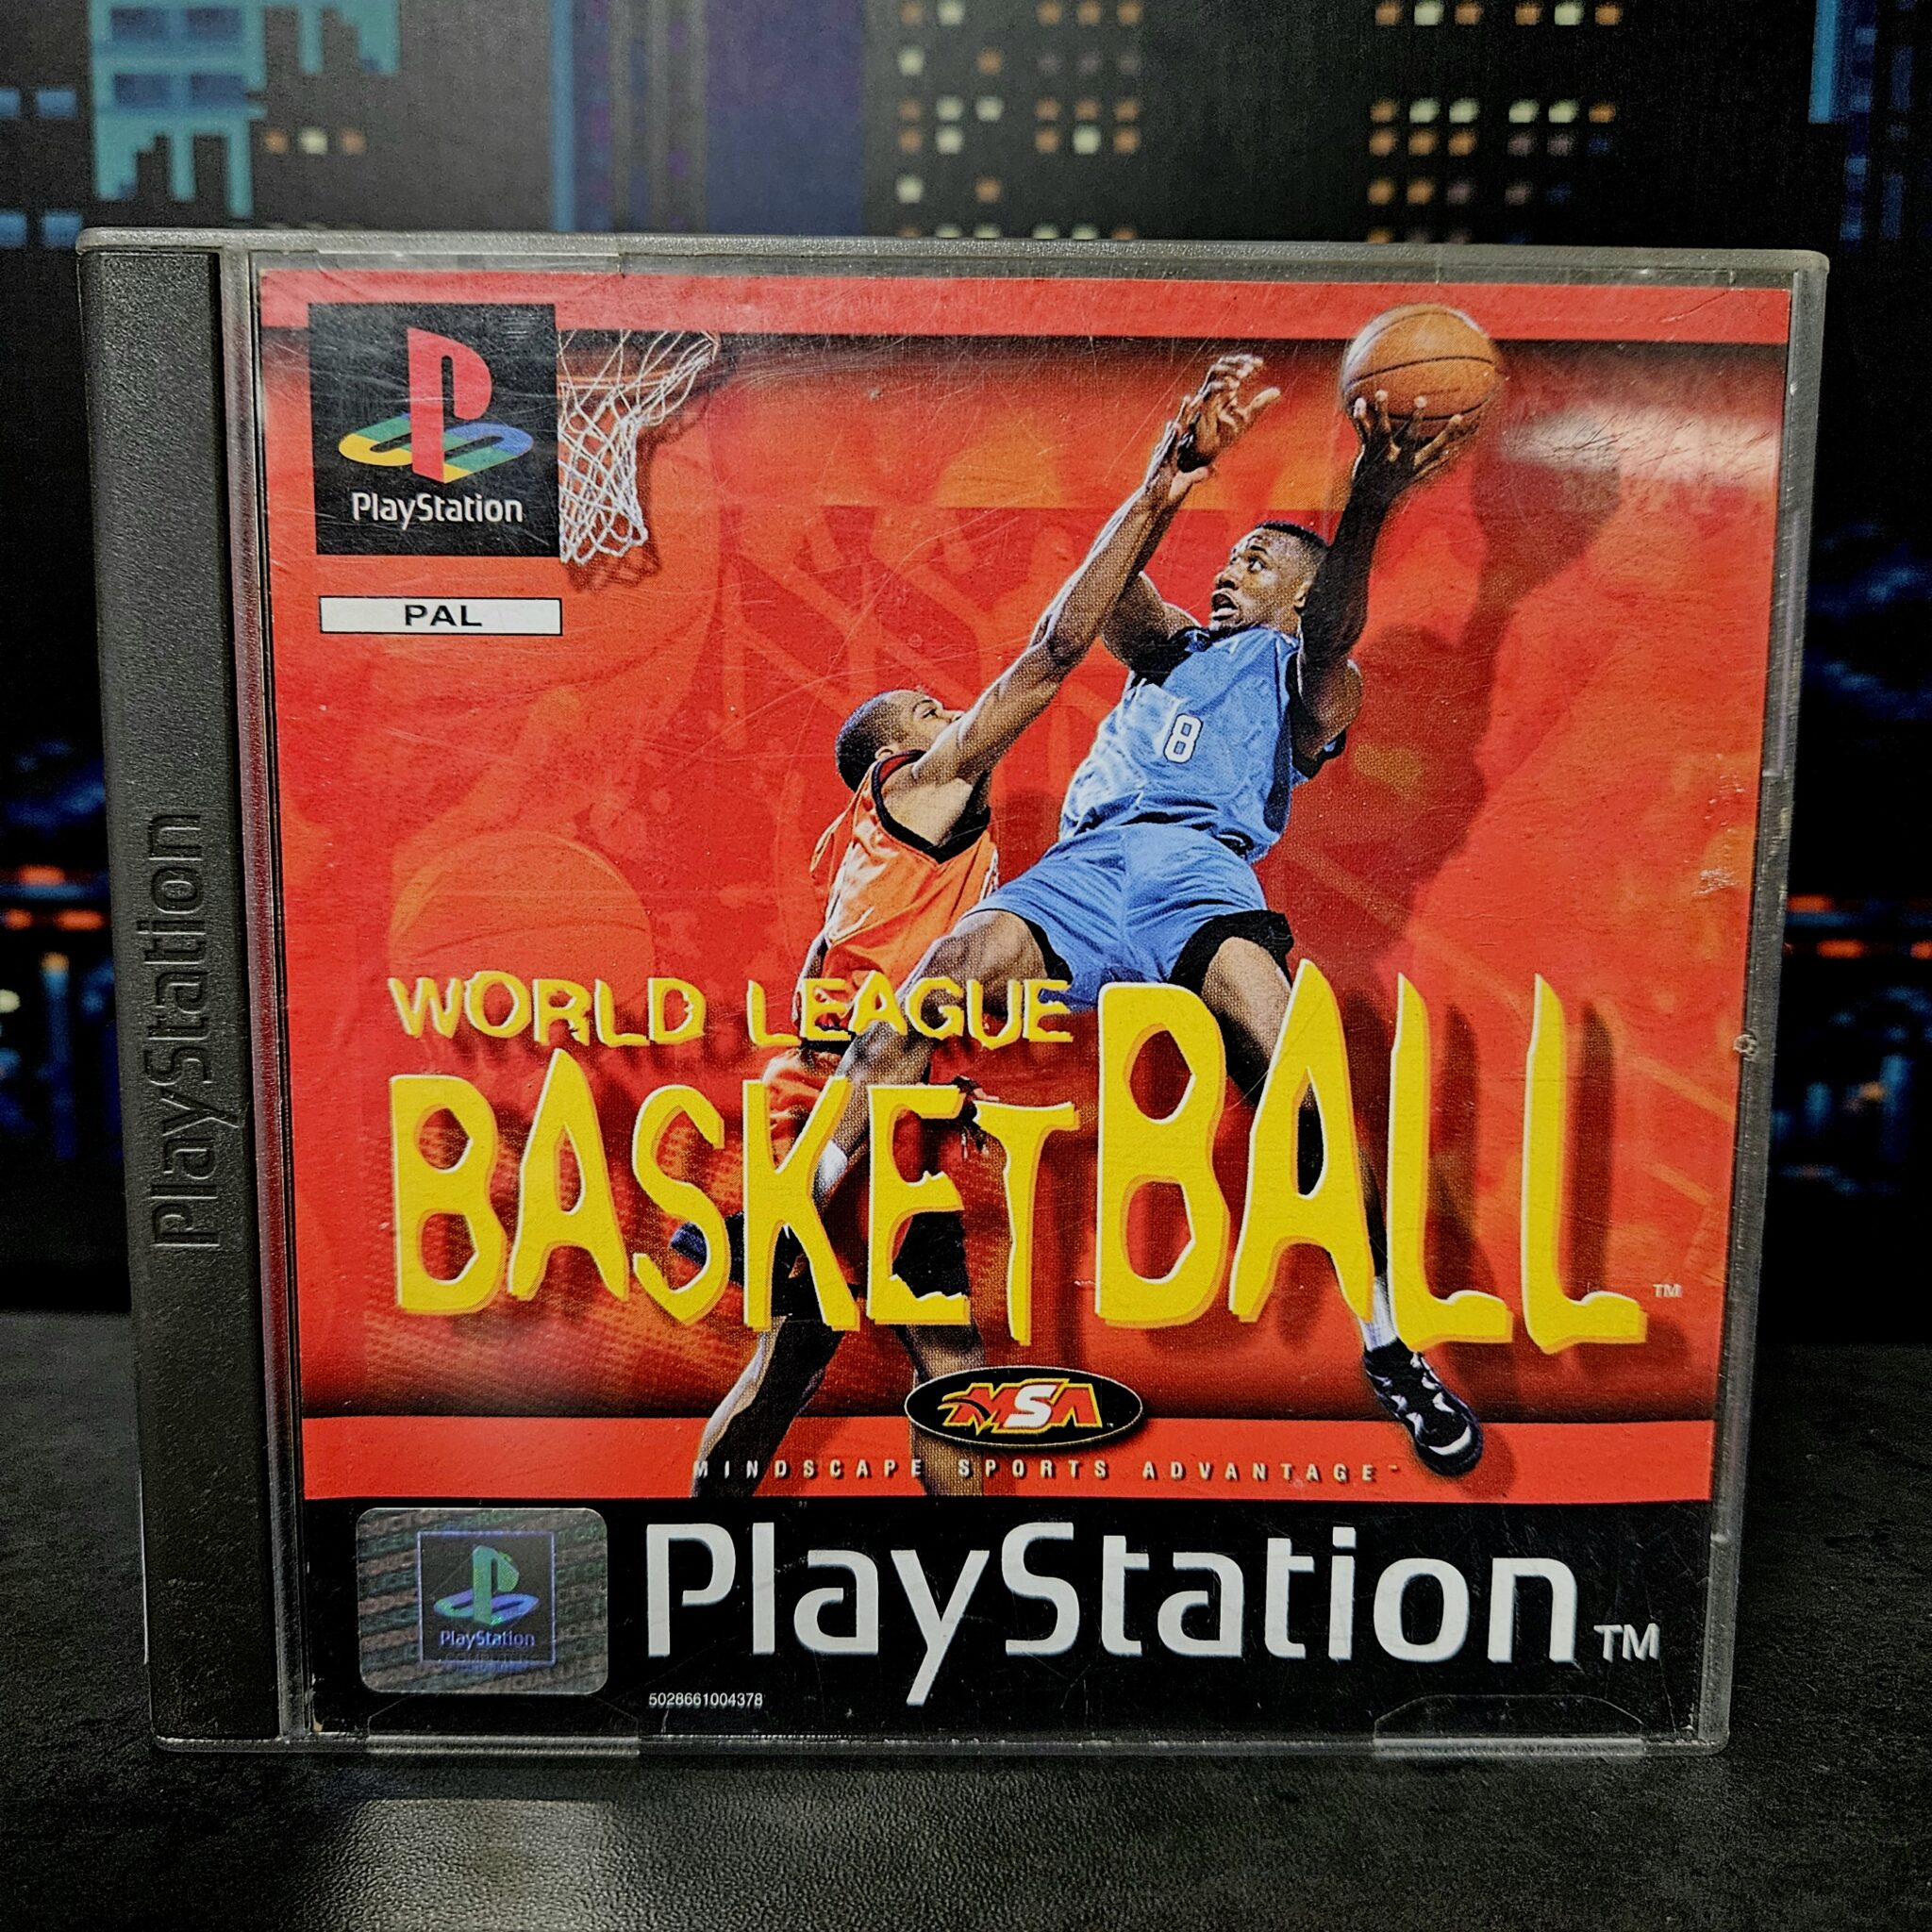 PlayStation
PlayStation
PAL
8
WORLD LEAGUE
BASKETBALL™
MSA
MINDSCAPE SPORTS ADVANTAGE™
PlayStation
PlayStation™
5028661004378